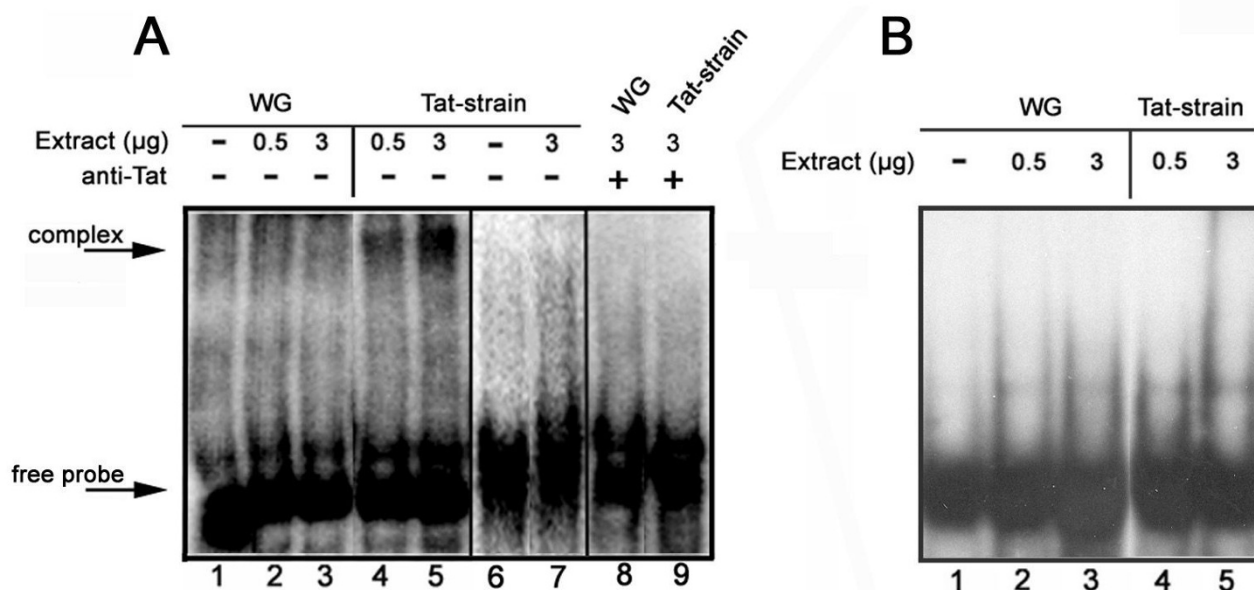 A
WG Tat-strain WG Tat-strain
Extract (µg) - 0.5 3 0.5 3 - 3 3 3
anti-Tat - - - - - - - + +
complex
free probe
1 2 3 4 5 6 7 8 9
B
WG Tat-strain
Extract (µg) - 0.5 3 0.5 3
1 2 3 4 5